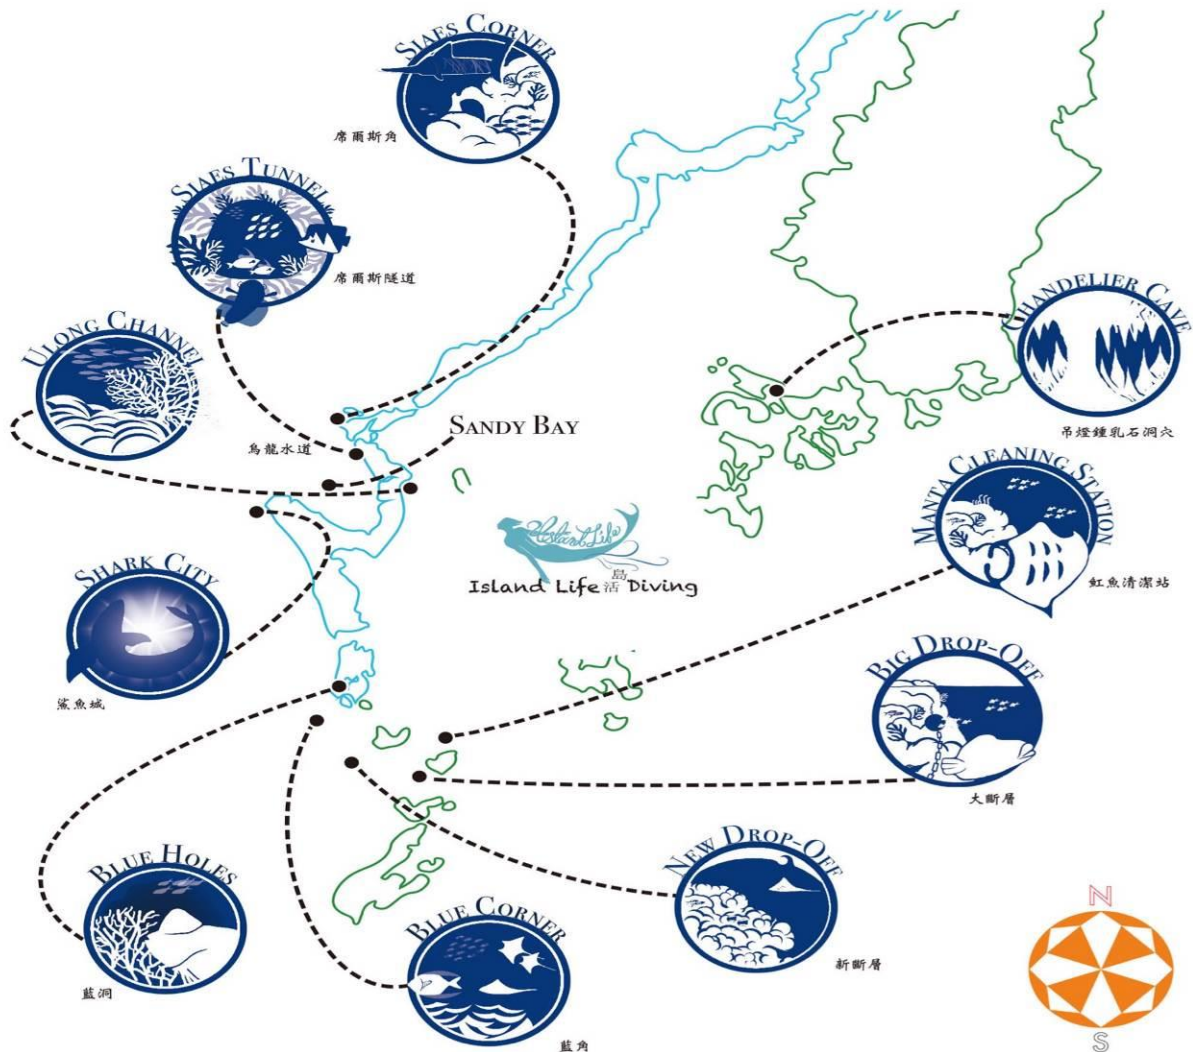 SIAES CORNER
席爾斯角
SIAES TUNNEL
席爾斯隧道
ULONG CHANNEL
烏龍水道
CHANDELIER CAVE
吊燈鍾乳石洞穴
SANDY BAY
MANTA CLEANING STATION
魟魚清潔站
Island Life
Island Life 島活 Diving
SHARK CITY
鯊魚城
BIG DROP-OFF
大斷層
BLUE HOLES
藍洞
BLUE CORNER
藍角
NEW DROP-OFF
新斷層
N
S